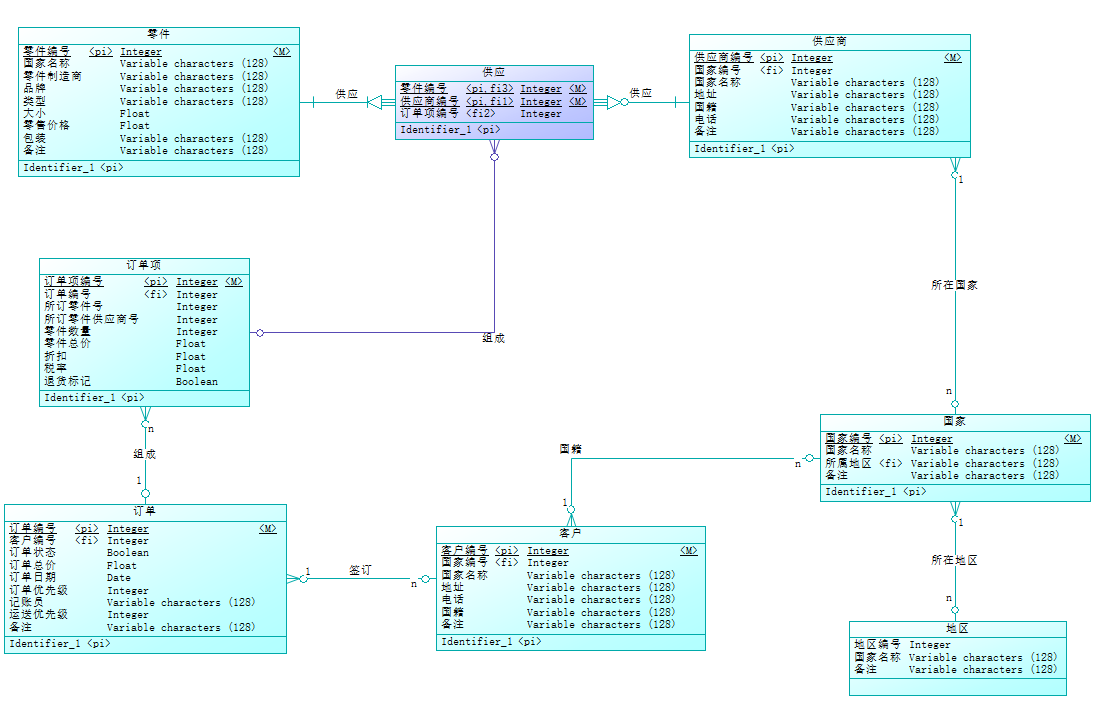 零件
零件编号 <pi> Integer <M>
国家名称 Variable characters (128)
零件制造商 Variable characters (128)
品牌 Variable characters (128)
类型 Variable characters (128)
大小 Float
零售价格 Float
包装 Variable characters (128)
备注 Variable characters (128)
Identifier_1 <pi>
供应
供应
零件编号 <pi,fi3> Integer <M>
供应商编号 <pi,fi1> Integer <M>
订单项编号 <fi2> Integer
Identifier_1 <pi>
供应
供应商
供应商编号 <pi> Integer <M>
国家编号 <fi> Integer
国家名称 Variable characters (128)
地址 Variable characters (128)
国籍 Variable characters (128)
电话 Variable characters (128)
备注 Variable characters (128)
Identifier_1 <pi>
1
所在国家
n
订单项
订单项编号 <pi> Integer <M>
订单编号 <fi> Integer
所订零件号 Integer
所订零件供应商号 Integer
零件数量 Integer
零件总价 Float
折扣 Float
税率 Float
退货标记 Boolean
Identifier_1 <pi>
组成
n
组成
1
国家
国家编号 <pi> Integer <M>
国家名称 Variable characters (128)
所属地区 <fi> Variable characters (128)
备注 Variable characters (128)
Identifier_1 <pi>
国籍
n
1
订单
订单编号 <pi> Integer <M>
客户编号 <fi> Integer
订单状态 Boolean
订单总价 Float
订单日期 Date
订单优先级 Integer
记账员 Variable characters (128)
运送优先级 Integer
备注 Variable characters (128)
Identifier_1 <pi>
1
签订
n
客户
客户编号 <pi> Integer <M>
国家编号 <fi> Integer
国家名称 Variable characters (128)
地址 Variable characters (128)
电话 Variable characters (128)
国籍 Variable characters (128)
备注 Variable characters (128)
Identifier_1 <pi>
1
所在地区
n
地区
地区编号 Integer
国家名称 Variable characters (128)
备注 Variable characters (128)